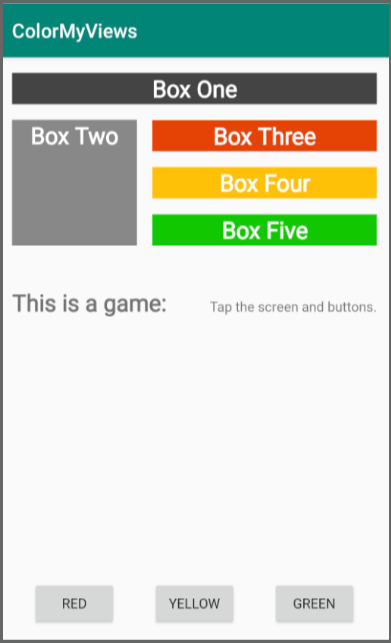 ColorMyViews
Box One
Box Two
Box Three
Box Four
Box Five
This is a game:
Tap the screen and buttons.
RED
YELLOW
GREEN